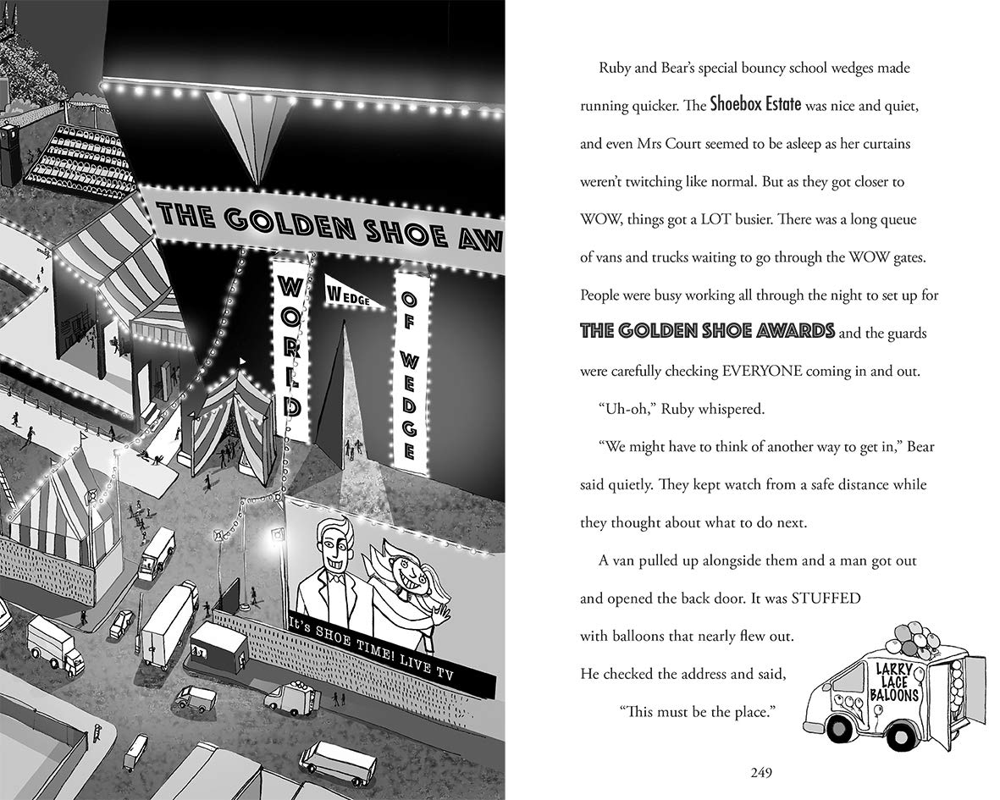 THE GOLDEN SHOE AW
WORLD
WEDGE
OF WEDGE
It's SHOE TIME! LIVE TV
Ruby and Bear’s special bouncy school wedges made
running quicker. The Shoebox Estate was nice and quiet,
and even Mrs Court seemed to be asleep as her curtains
weren’t twitching like normal. But as they got closer to
WOW, things got a LOT busier. There was a long queue
of vans and trucks waiting to go through the WOW gates.
People were busy working all through the night to set up for
THE GOLDEN SHOE AWARDS and the guards
were carefully checking EVERYONE coming in and out.
“Uh-oh,” Ruby whispered.
“We might have to think of another way to get in,” Bear
said quietly. They kept watch from a safe distance while
they thought about what to do next.
A van pulled up alongside them and a man got out
and opened the back door. It was STUFFED
with balloons that nearly flew out.
He checked the address and said,
“This must be the place.”
LARRY
LACE
BALOONS
249